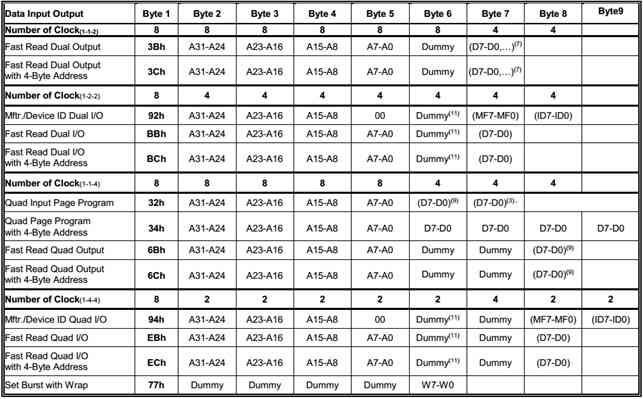 Data Input Output Byte 1 Byte 2 Byte 3 Byte 4 Byte 5 Byte 6 Byte 7 Byte 8 Byte9
Number of Clock(1-1-2) 8 8 8 8 8 8 4 4
Fast Read Dual Output 3Bh A31-A24 A23-A16 A15-A8 A7-A0 Dummy (D7-D0,…)(7)
Fast Read Dual Output
with 4-Byte Address 3Ch A31-A24 A23-A16 A15-A8 A7-A0 Dummy (D7-D0,…)(7)
Number of Clock(1-2-2) 8 4 4 4 4 4 4 4
Mftr./Device ID Dual I/O 92h A31-A24 A23-A16 A15-A8 00 Dummy(11) (MF7-MF0) (ID7-ID0)
Fast Read Dual I/O BBh A31-A24 A23-A16 A15-A8 A7-A0 Dummy(11) (D7-D0)
Fast Read Dual I/O
with 4-Byte Address BCh A31-A24 A23-A16 A15-A8 A7-A0 Dummy(11) (D7-D0)
Number of Clock(1-1-4) 8 8 8 8 8 4 4 4
Quad Input Page Program 32h A31-A24 A23-A16 A15-A8 A7-A0 (D7-D0)(9) (D7-D0)(3)..
Quad Page Program
with 4-Byte Address 34h A31-A24 A23-A16 A15-A8 A7-A0 D7-D0 D7-D0 D7-D0 D7-D0
Fast Read Quad Output 6Bh A31-A24 A23-A16 A15-A8 A7-A0 Dummy Dummy (D7-D0)(9)
Fast Read Quad Output
with 4-Byte Address 6Ch A31-A24 A23-A16 A15-A8 A7-A0 Dummy Dummy (D7-D0)(9)
Number of Clock(1-4-4) 8 2 2 2 2 2 4 2 2
Mftr./Device ID Quad I/O 94h A31-A24 A23-A16 A15-A8 00 Dummy(11) Dummy (MF7-MF0) (ID7-ID0)
Fast Read Quad I/O EBh A31-A24 A23-A16 A15-A8 A7-A0 Dummy(11) Dummy (D7-D0)
Fast Read Quad I/O
with 4-Byte Address ECh A31-A24 A23-A16 A15-A8 A7-A0 Dummy(11) Dummy (D7-D0)
Set Burst with Wrap 77h Dummy Dummy Dummy Dummy W7-W0